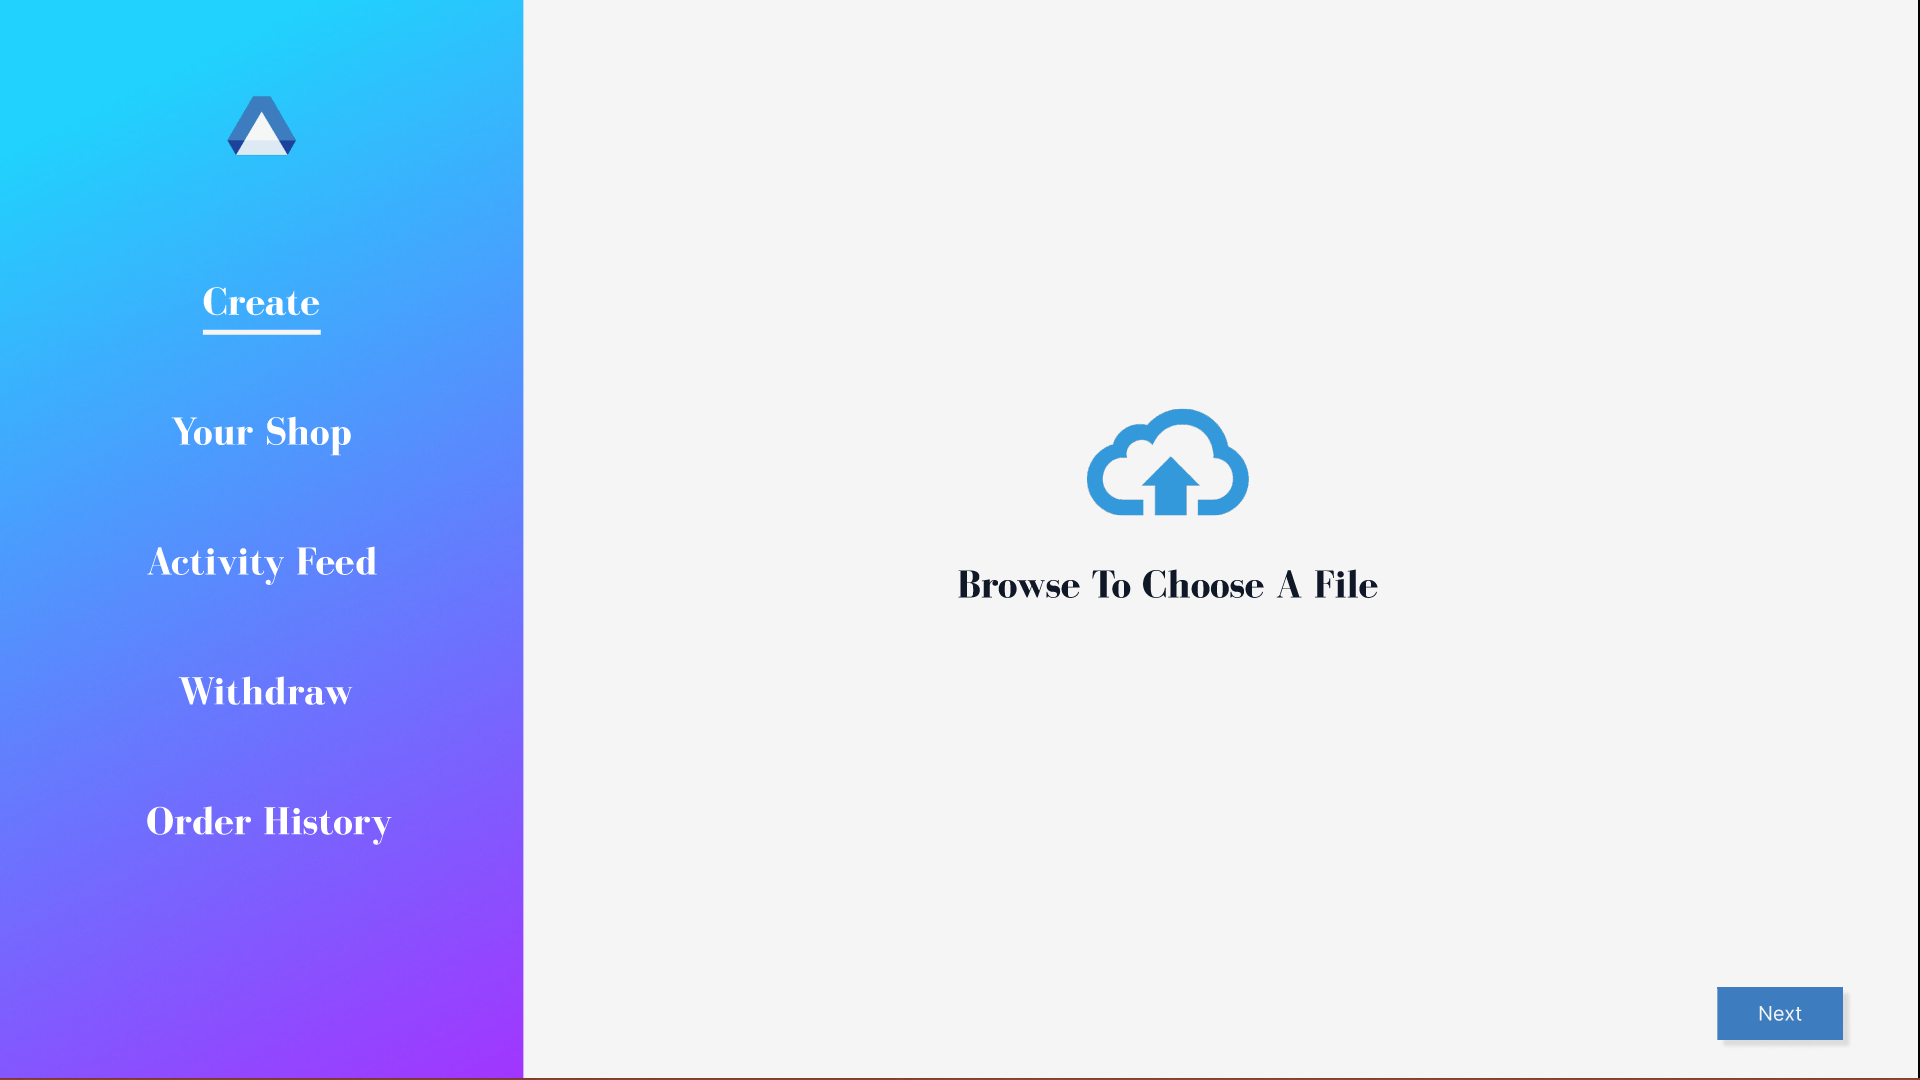 Create
Your Shop
Activity Feed
Withdraw
Order History
Browse To Choose A File
Next